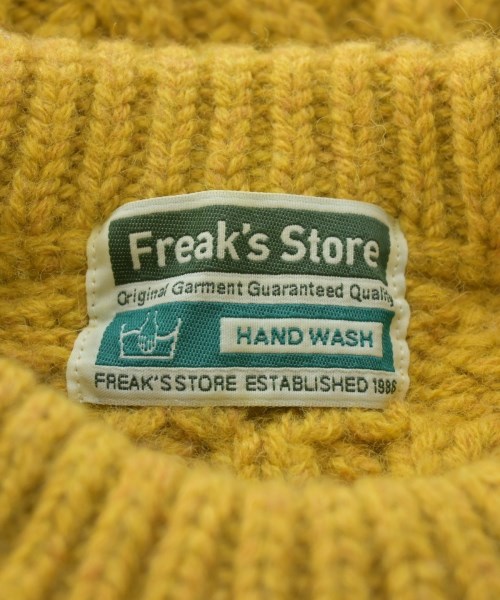 Freak's Store
Original Garment Guaranteed Quality
HAND WASH
FREAK'S STORE ESTABLISHED 1986